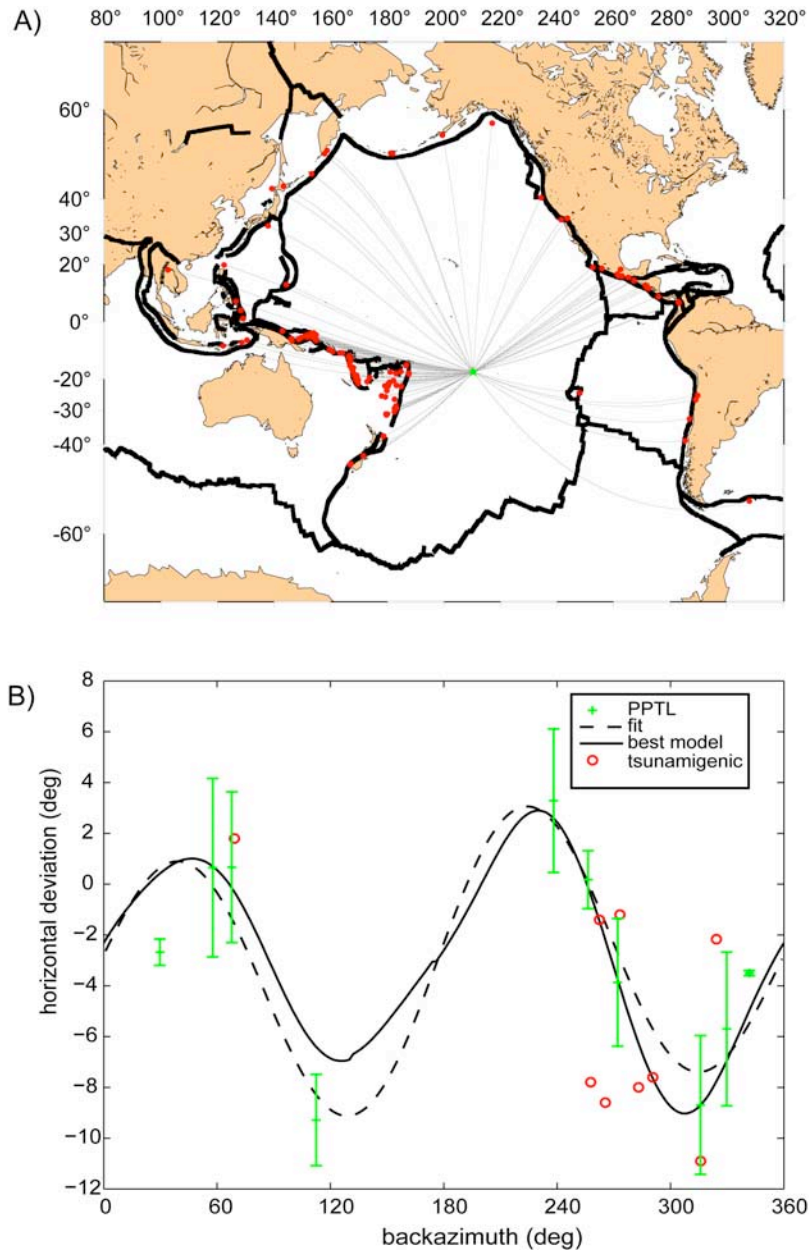 A)
80° 100° 120° 140° 160° 180° 200° 220° 240° 260° 280° 300° 320°
60°
40°
30°
20°
0°
-20°
-30°
-40°
-60°
B)
8
6
4
2
0
−2
−4
−6
−8
−10
−12
horizontal deviation (deg)
PPTL
fit
best model
tsunamigenic
0 60 120 180 240 300 360
backazimuth (deg)